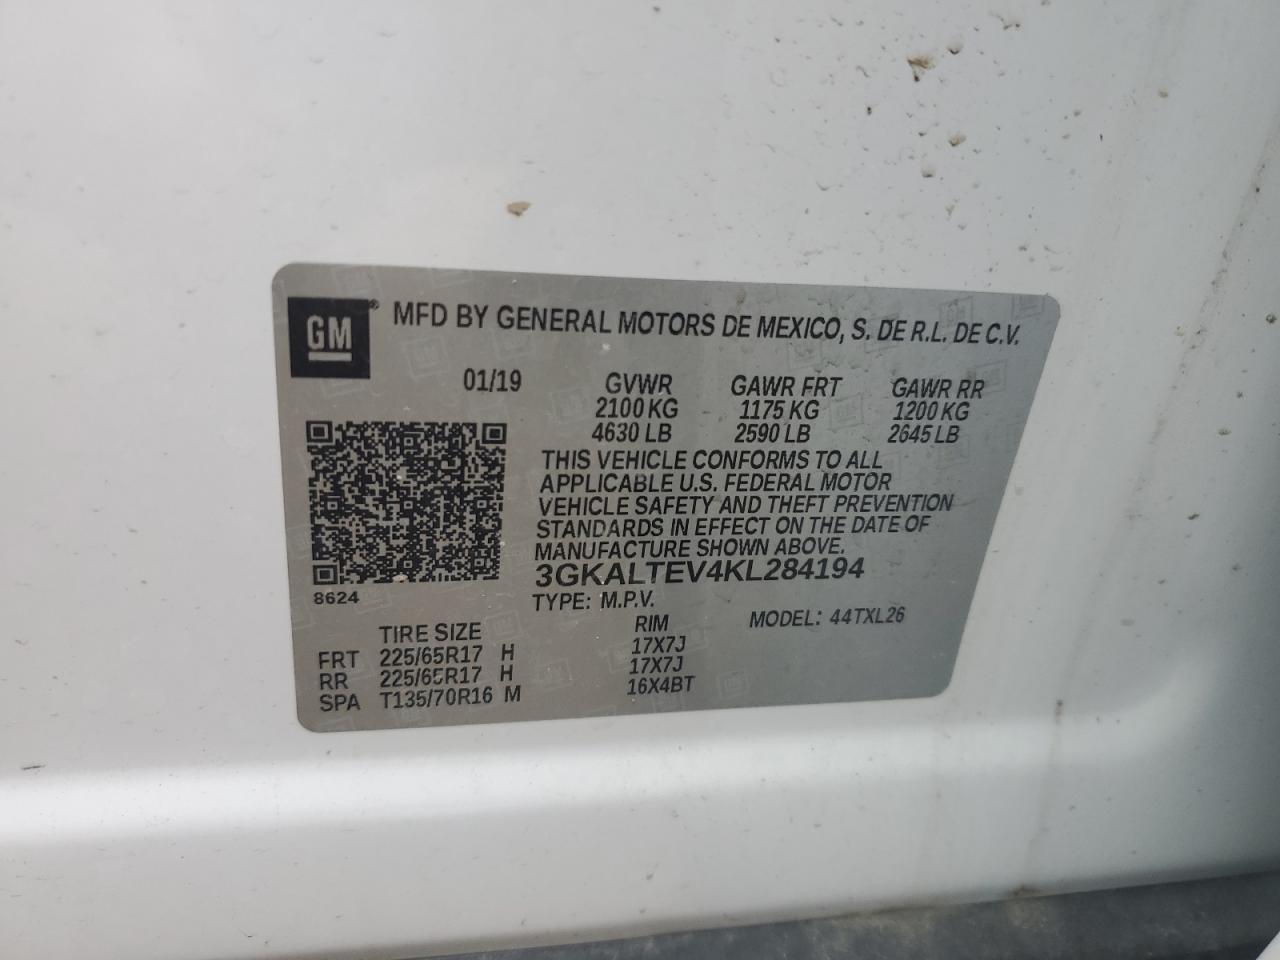 GM ® MFD BY GENERAL MOTORS DE MEXICO, S. DE R.L. DE C.V.
01/19 GVWR GAWR FRT GAWR RR
2100 KG 1175 KG 1200 KG
4630 LB 2590 LB 2645 LB
THIS VEHICLE CONFORMS TO ALL
APPLICABLE U.S. FEDERAL MOTOR
VEHICLE SAFETY AND THEFT PREVENTION
STANDARDS IN EFFECT ON THE DATE OF
MANUFACTURE SHOWN ABOVE.
3GKALTEV4KL284194
8624 TYPE: M.P.V. MODEL: 44TXL26
TIRE SIZE RIM
FRT 225/65R17 H 17X7J
RR 225/65R17 H 17X7J
SPA T135/70R16 M 16X4BT